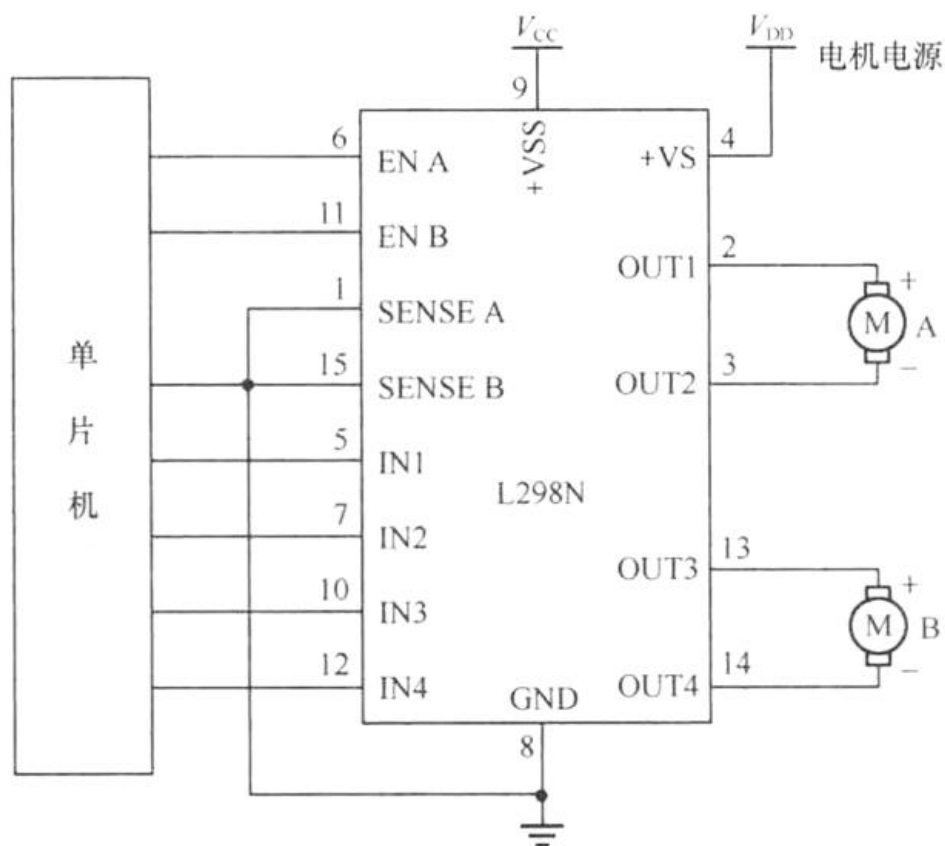 V_CC
V_DD
电机电源
9
6
4
EN A
+VSS
+VS
11
2
EN B
OUT1
+
1
SENSE A
M
A
单片机
15
3
−
SENSE B
OUT2
5
IN1
L298N
7
IN2
13
OUT3
+
10
IN3
M
B
12
14
−
IN4
OUT4
GND
8